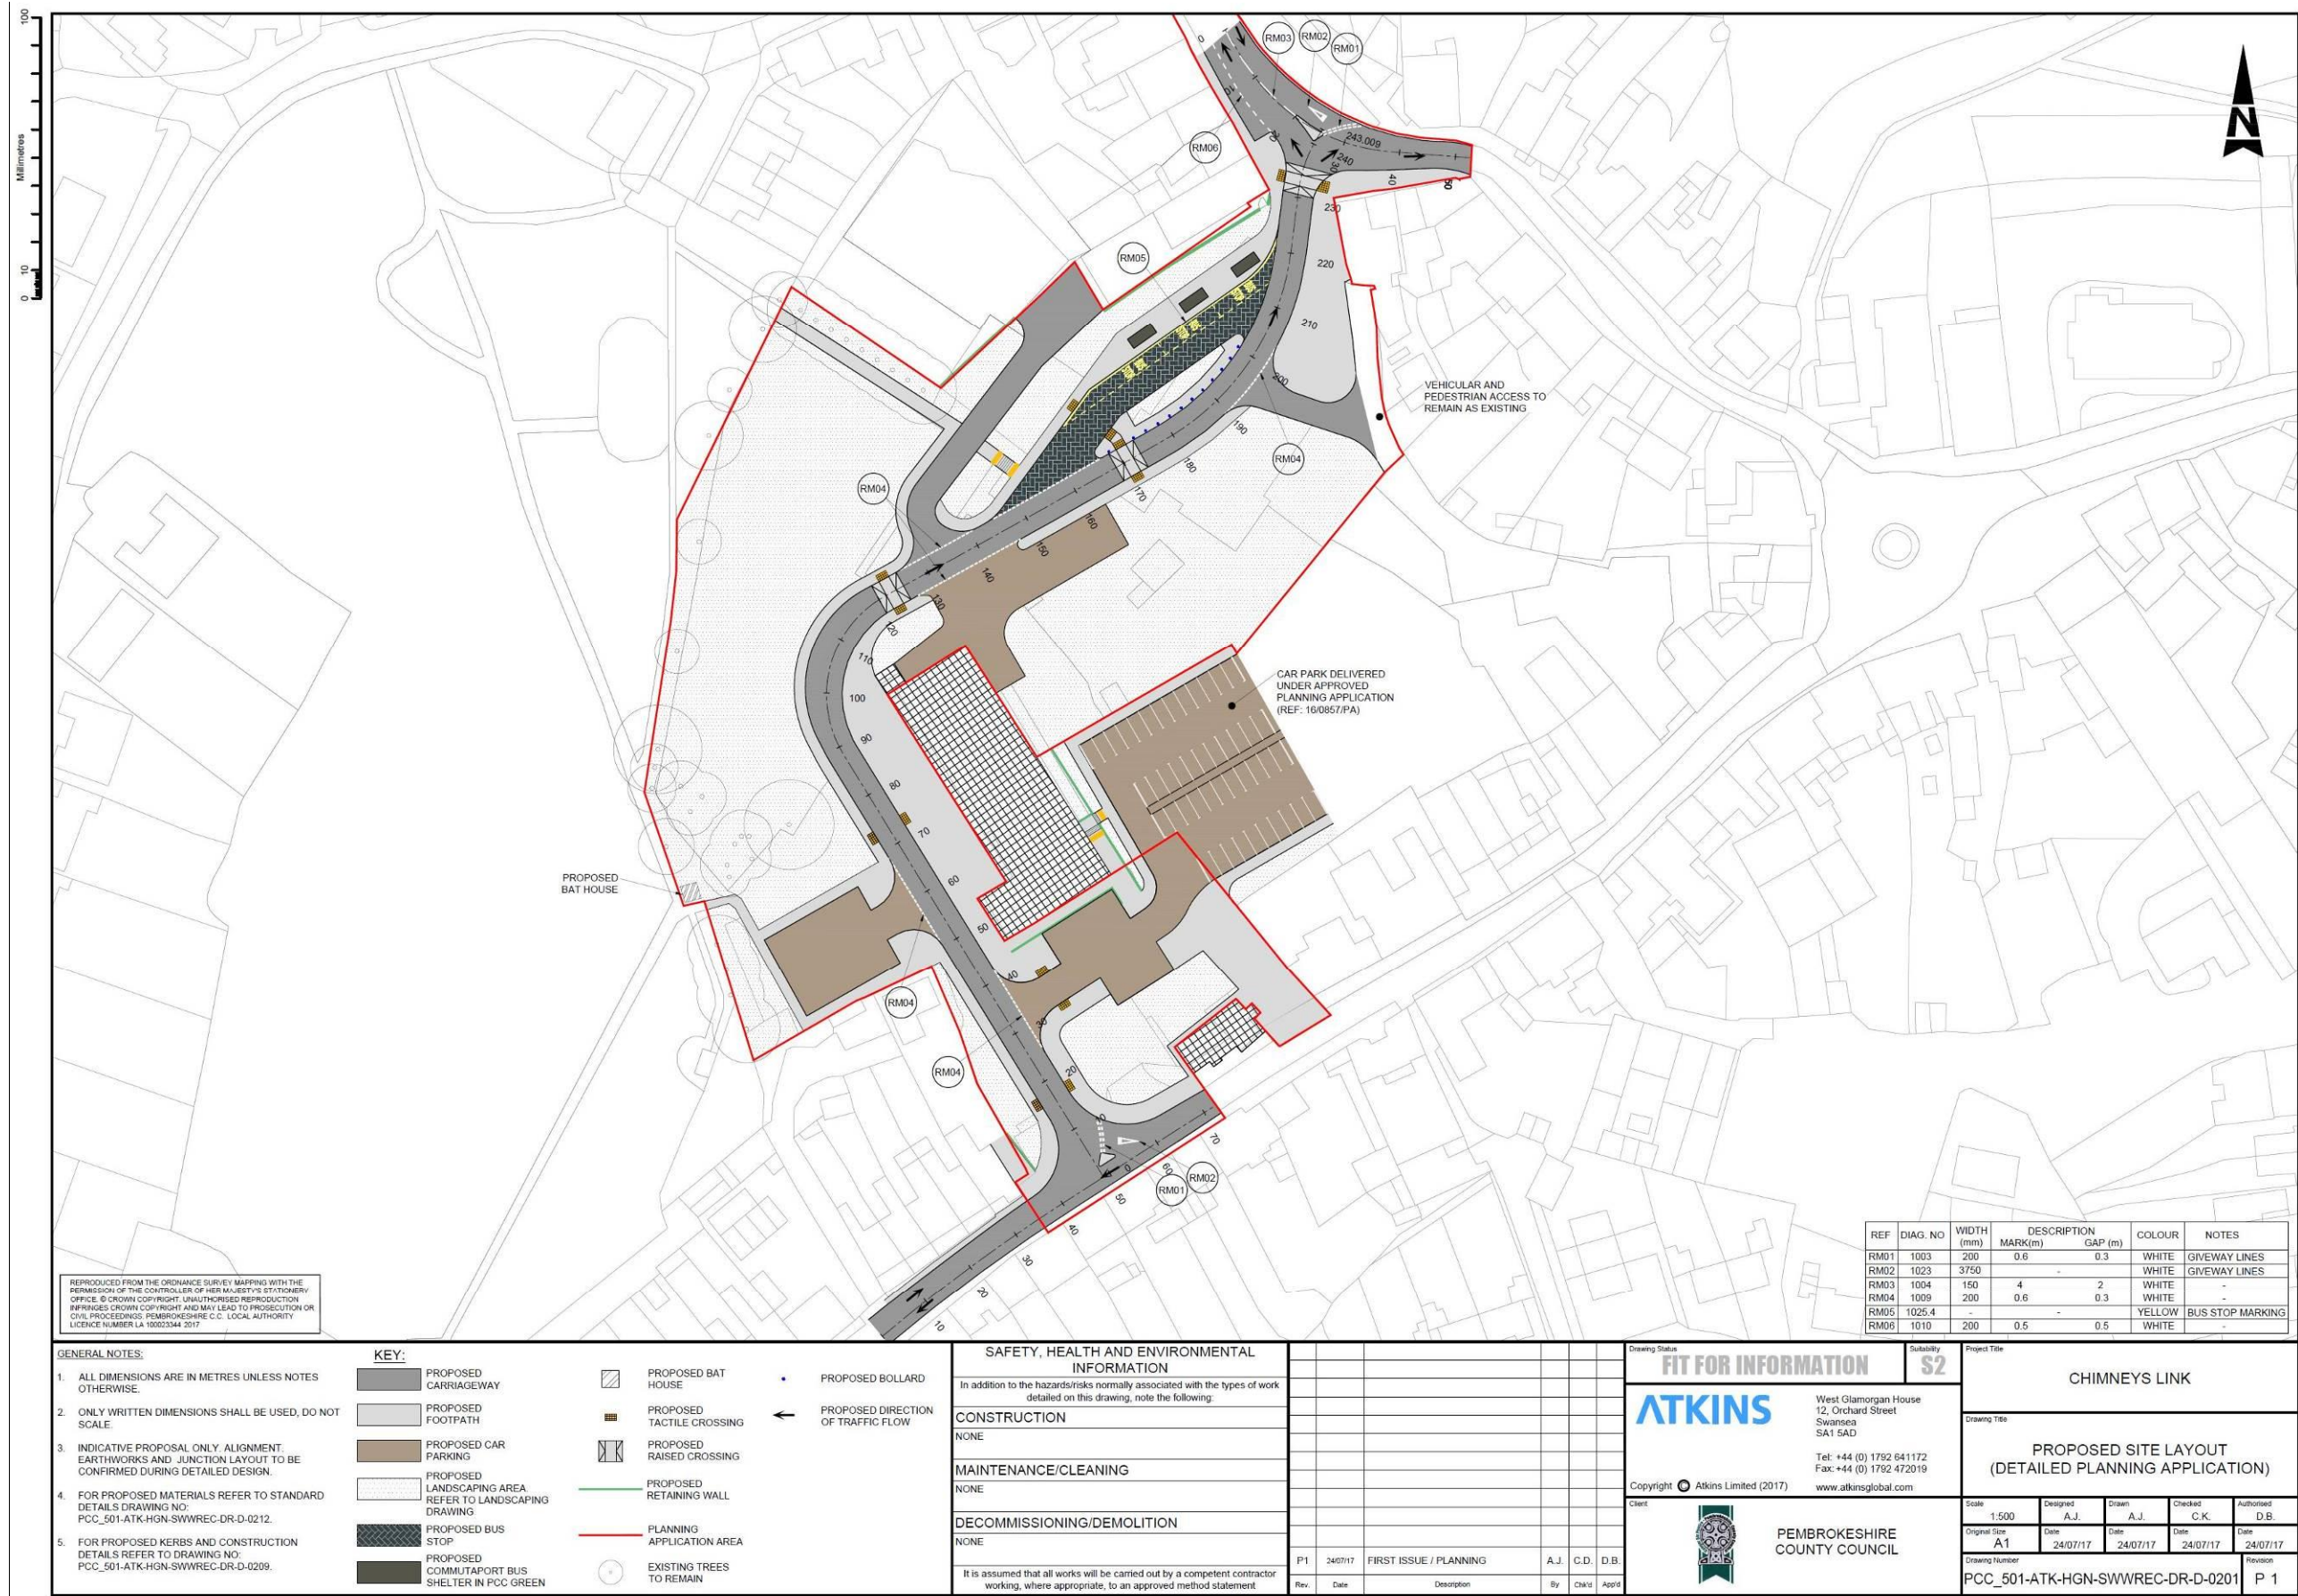 100
Millimetres
10
0
N
RM03
RM02
RM01
RM06
RM05
RM04
RM04
RM04
RM04
RM01
RM02
0
10
20
30
243.009
240
40
50
230
220
210
200
190
180
170
160
150
140
130
120
110
100
90
80
70
60
50
40
30
20
10
0
70
60
50
40
30
20
10
VEHICULAR AND
PEDESTRIAN ACCESS TO
REMAIN AS EXISTING
CAR PARK DELIVERED
UNDER APPROVED
PLANNING APPLICATION
(REF: 16/0857/PA)
PROPOSED
BAT HOUSE
REF DIAG. NO WIDTH (mm) DESCRIPTION MARK(m) GAP (m) COLOUR NOTES
RM01 1003 200 0.6 0.3 WHITE GIVEWAY LINES
RM02 1023 3750 - WHITE GIVEWAY LINES
RM03 1004 150 4 2 WHITE -
RM04 1009 200 0.6 0.3 WHITE -
RM05 1025.4 - - YELLOW BUS STOP MARKING
RM06 1010 200 0.5 0.5 WHITE -
REPRODUCED FROM THE ORDNANCE SURVEY MAPPING WITH THE
PERMISSION OF THE CONTROLLER OF HER MAJESTY'S STATIONERY
OFFICE. © CROWN COPYRIGHT. UNAUTHORISED REPRODUCTION
INFRINGES CROWN COPYRIGHT AND MAY LEAD TO PROSECUTION OR
CIVIL PROCEEDINGS. PEMBROKESHIRE C.C. LOCAL AUTHORITY
LICENCE NUMBER LA 100023344 2017
GENERAL NOTES:
1. ALL DIMENSIONS ARE IN METRES UNLESS NOTES
OTHERWISE.
2. ONLY WRITTEN DIMENSIONS SHALL BE USED, DO NOT
SCALE.
3. INDICATIVE PROPOSAL ONLY. ALIGNMENT.
EARTHWORKS AND JUNCTION LAYOUT TO BE
CONFIRMED DURING DETAILED DESIGN.
4. FOR PROPOSED MATERIALS REFER TO STANDARD
DETAILS DRAWING NO:
PCC_501-ATK-HGN-SWWREC-DR-D-0212.
5. FOR PROPOSED KERBS AND CONSTRUCTION
DETAILS REFER TO DRAWING NO:
PCC_501-ATK-HGN-SWWREC-DR-D-0209.
KEY:
PROPOSED
CARRIAGEWAY
PROPOSED
FOOTPATH
PROPOSED CAR
PARKING
PROPOSED
LANDSCAPING AREA.
REFER TO LANDSCAPING
DRAWING
PROPOSED BUS
STOP
PROPOSED
COMMUTAPORT BUS
SHELTER IN PCC GREEN
PROPOSED BAT
HOUSE
PROPOSED
TACTILE CROSSING
PROPOSED
RAISED CROSSING
PROPOSED
RETAINING WALL
PLANNING
APPLICATION AREA
EXISTING TREES
TO REMAIN
PROPOSED BOLLARD
PROPOSED DIRECTION
OF TRAFFIC FLOW
SAFETY, HEALTH AND ENVIRONMENTAL
INFORMATION
In addition to the hazards/risks normally associated with the types of work
detailed on this drawing, note the following:
CONSTRUCTION
NONE
MAINTENANCE/CLEANING
NONE
DECOMMISSIONING/DEMOLITION
NONE
It is assumed that all works will be carried out by a competent contractor
working, where appropriate, to an approved method statement
P1 24/07/17 FIRST ISSUE / PLANNING A.J. C.D. D.B.
Rev. Date Description By Chk'd App'd
Drawing Status
FIT FOR INFORMATION
Suitability
S2
ATKINS
West Glamorgan House
12, Orchard Street
Swansea
SA1 5AD
Tel: +44 (0) 1792 641172
Fax: +44 (0) 1792 472019
www.atkinsglobal.com
Copyright © Atkins Limited (2017)
Client
PEMBROKESHIRE
COUNTY COUNCIL
Project Title
CHIMNEYS LINK
Drawing Title
PROPOSED SITE LAYOUT
(DETAILED PLANNING APPLICATION)
Scale Designed Drawn Checked Authorised
1:500 A.J. A.J. C.K. D.B.
Original Size Date Date Date Date
A1 24/07/17 24/07/17 24/07/17 24/07/17
Drawing Number Revision
PCC_501-ATK-HGN-SWWREC-DR-D-0201 P 1